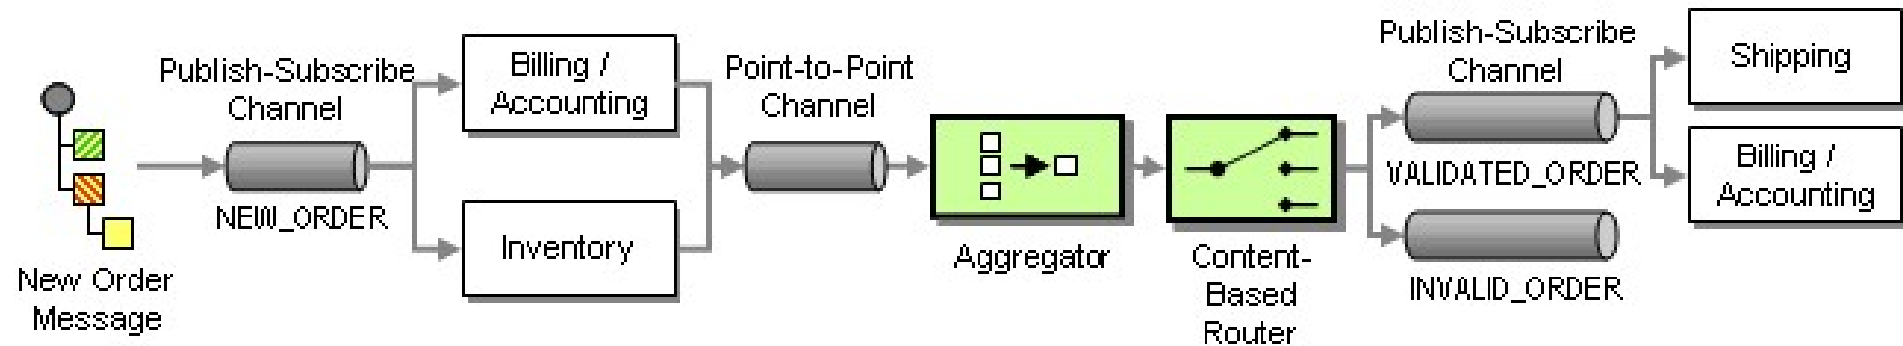 New Order
Message
Publish-Subscribe
Channel
NEW_ORDER
Billing /
Accounting
Inventory
Point-to-Point
Channel
Aggregator
Content-
Based
Router
Publish-Subscribe
Channel
VALIDATED_ORDER
INVALID_ORDER
Shipping
Billing /
Accounting